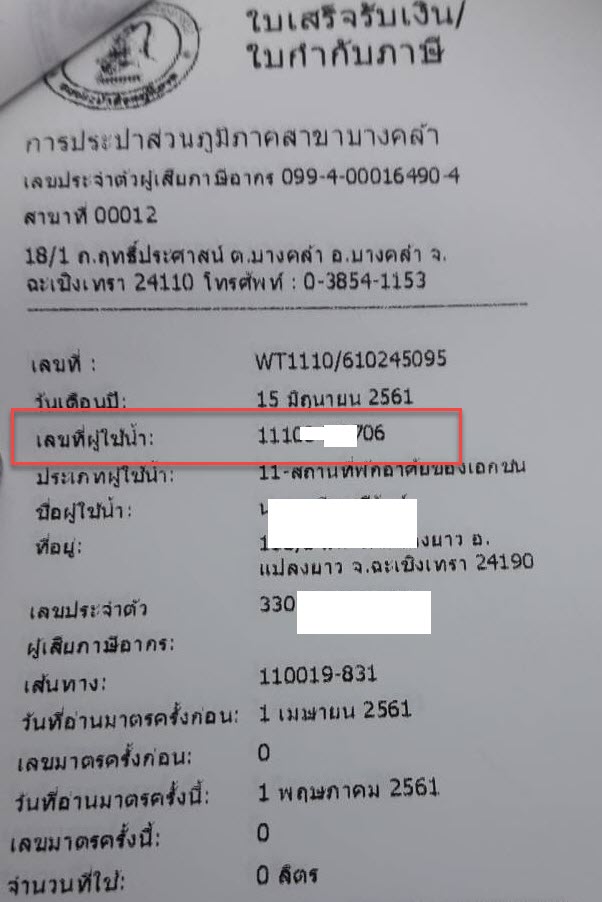 ใบเสร็จรับเงิน/
ใบกำกับภาษี
การประปาส่วนภูมิภาคสาขาบางคล้า
เลขประจำตัวผู้เสียภาษีอากร 099-4-00016490-4
สาขาที่ 00012
18/1 ถ.ฤทธิ์ประศาสน์ ต.บางคล้า อ.บางคล้า จ.
ฉะเชิงเทรา 24110 โทรศัพท์ : 0-3854-1153
เลขที่ : WT1110/610245095
วันเดือนปี: 15 มิถุนายน 2561
เลขที่ผู้ใช้น้ำ: 1110 706
ประเภทผู้ใช้น้ำ: 11-สถานที่พักอาศัยของเอกชน
ชื่อผู้ใช้น้ำ:
ที่อยู่: อ.
แปลงยาว จ.ฉะเชิงเทรา 24190
เลขประจำตัว 330
ผู้เสียภาษีอากร:
เส้นทาง: 110019-831
วันที่อ่านมาตรครั้งก่อน: 1 เมษายน 2561
เลขมาตรครั้งก่อน: 0
วันที่อ่านมาตรครั้งนี้: 1 พฤษภาคม 2561
เลขมาตรครั้งนี้: 0
จำนวนที่ใช้: 0 ลิตร